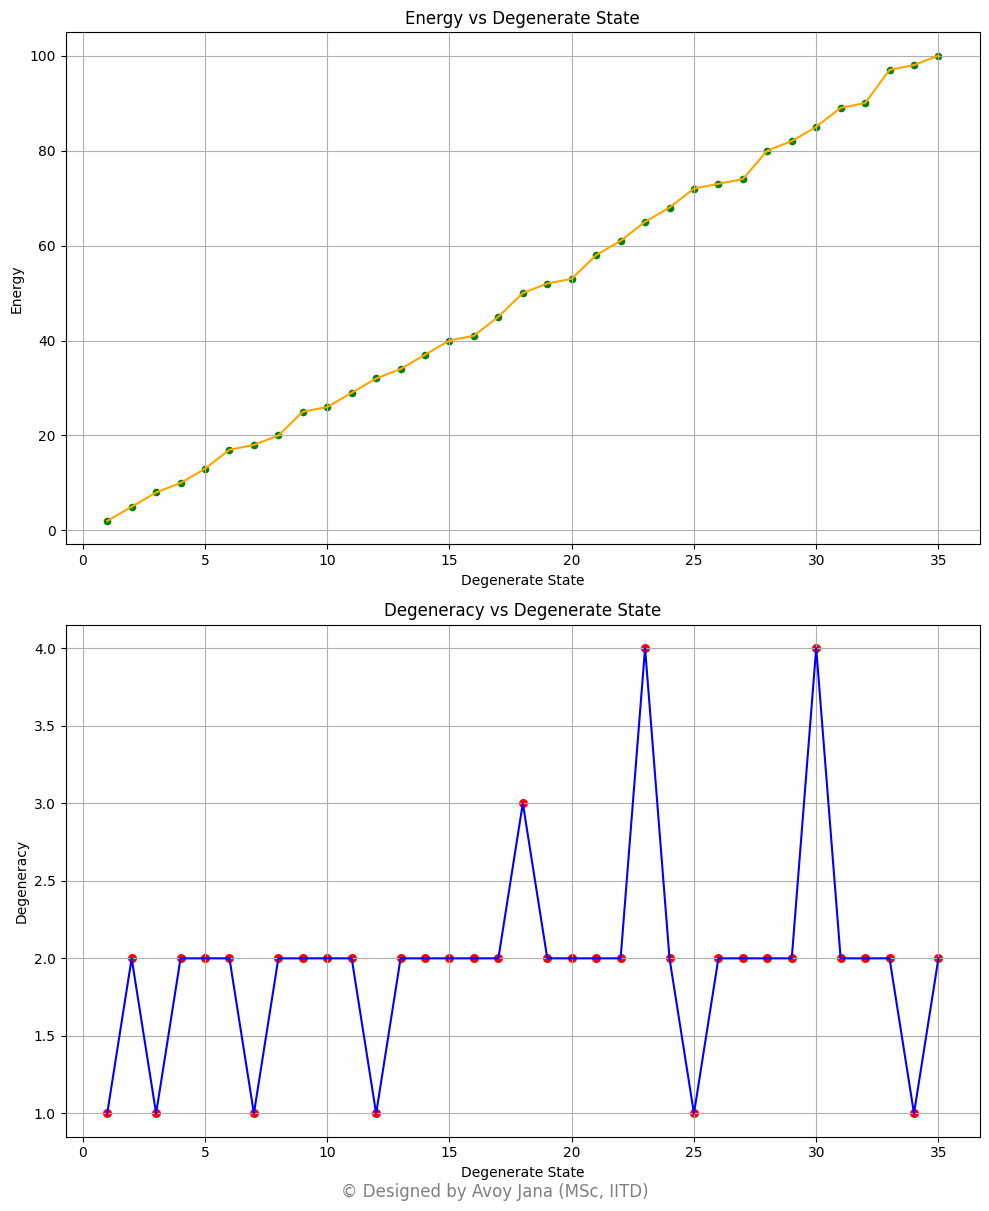 Energy vs Degenerate State
100
80
60
40
20
0
Energy
0 5 10 15 20 25 30 35
Degenerate State
Degeneracy vs Degenerate State
4.0
3.5
3.0
2.5
2.0
1.5
1.0
Degeneracy
0 5 10 15 20 25 30 35
Degenerate State
© Designed by Avoy Jana (MSc, IITD)